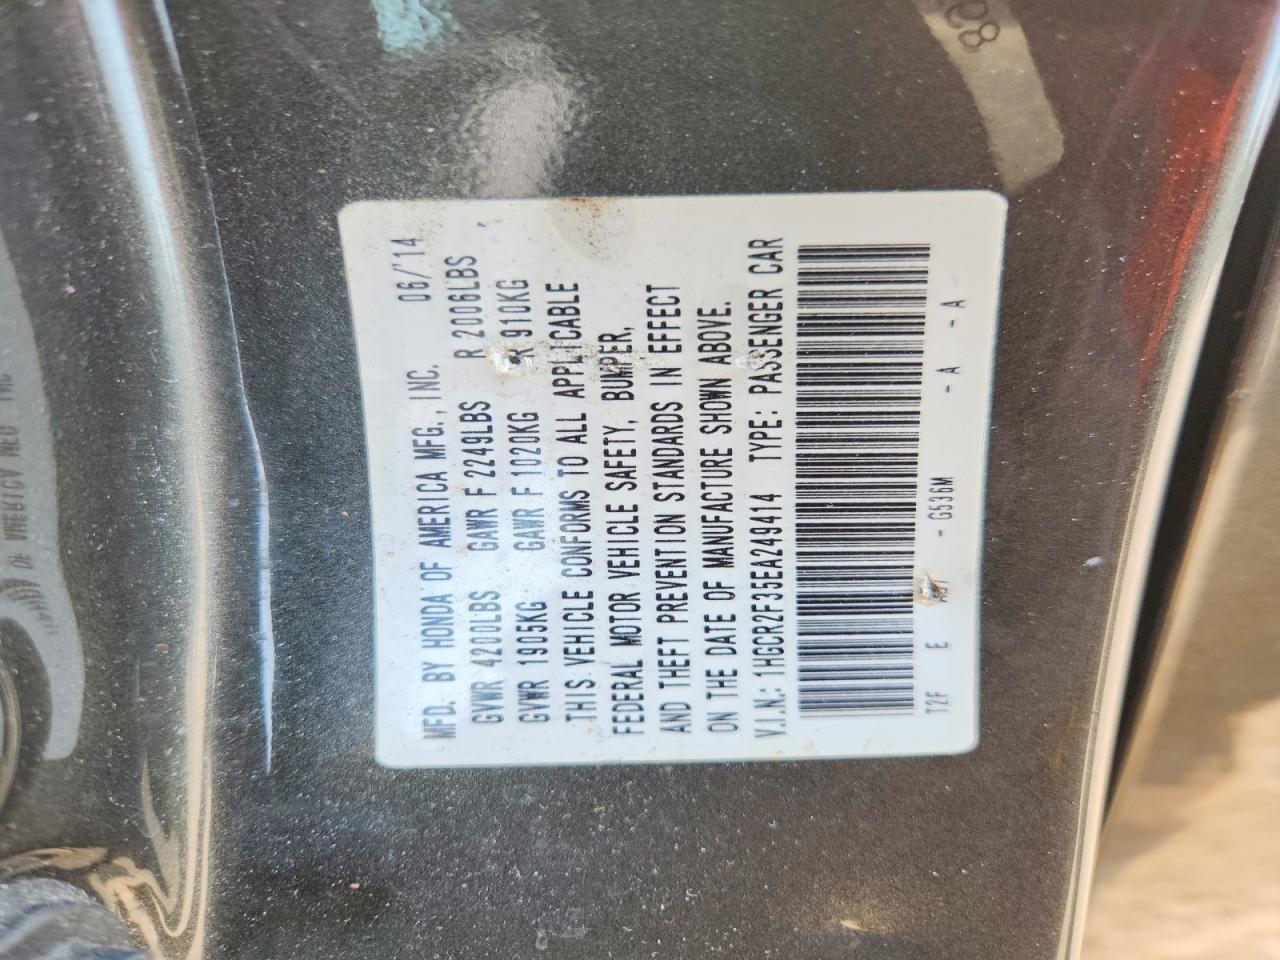 MFD. BY HONDA OF AMERICA MFG., INC. 06/'14
GVWR 4200LBS GAWR F 2249LBS R 2006LBS
GVWR 1905KG GAWR F 1020KG R 910KG
THIS VEHICLE CONFORMS TO ALL APPLICABLE
FEDERAL MOTOR VEHICLE SAFETY, BUMPER,
AND THEFT PREVENTION STANDARDS IN EFFECT
ON THE DATE OF MANUFACTURE SHOWN ABOVE.
V.I.N.: 1HGCR2F35EA249414 TYPE: PASSENGER CAR
T2F E - G536M - A - A